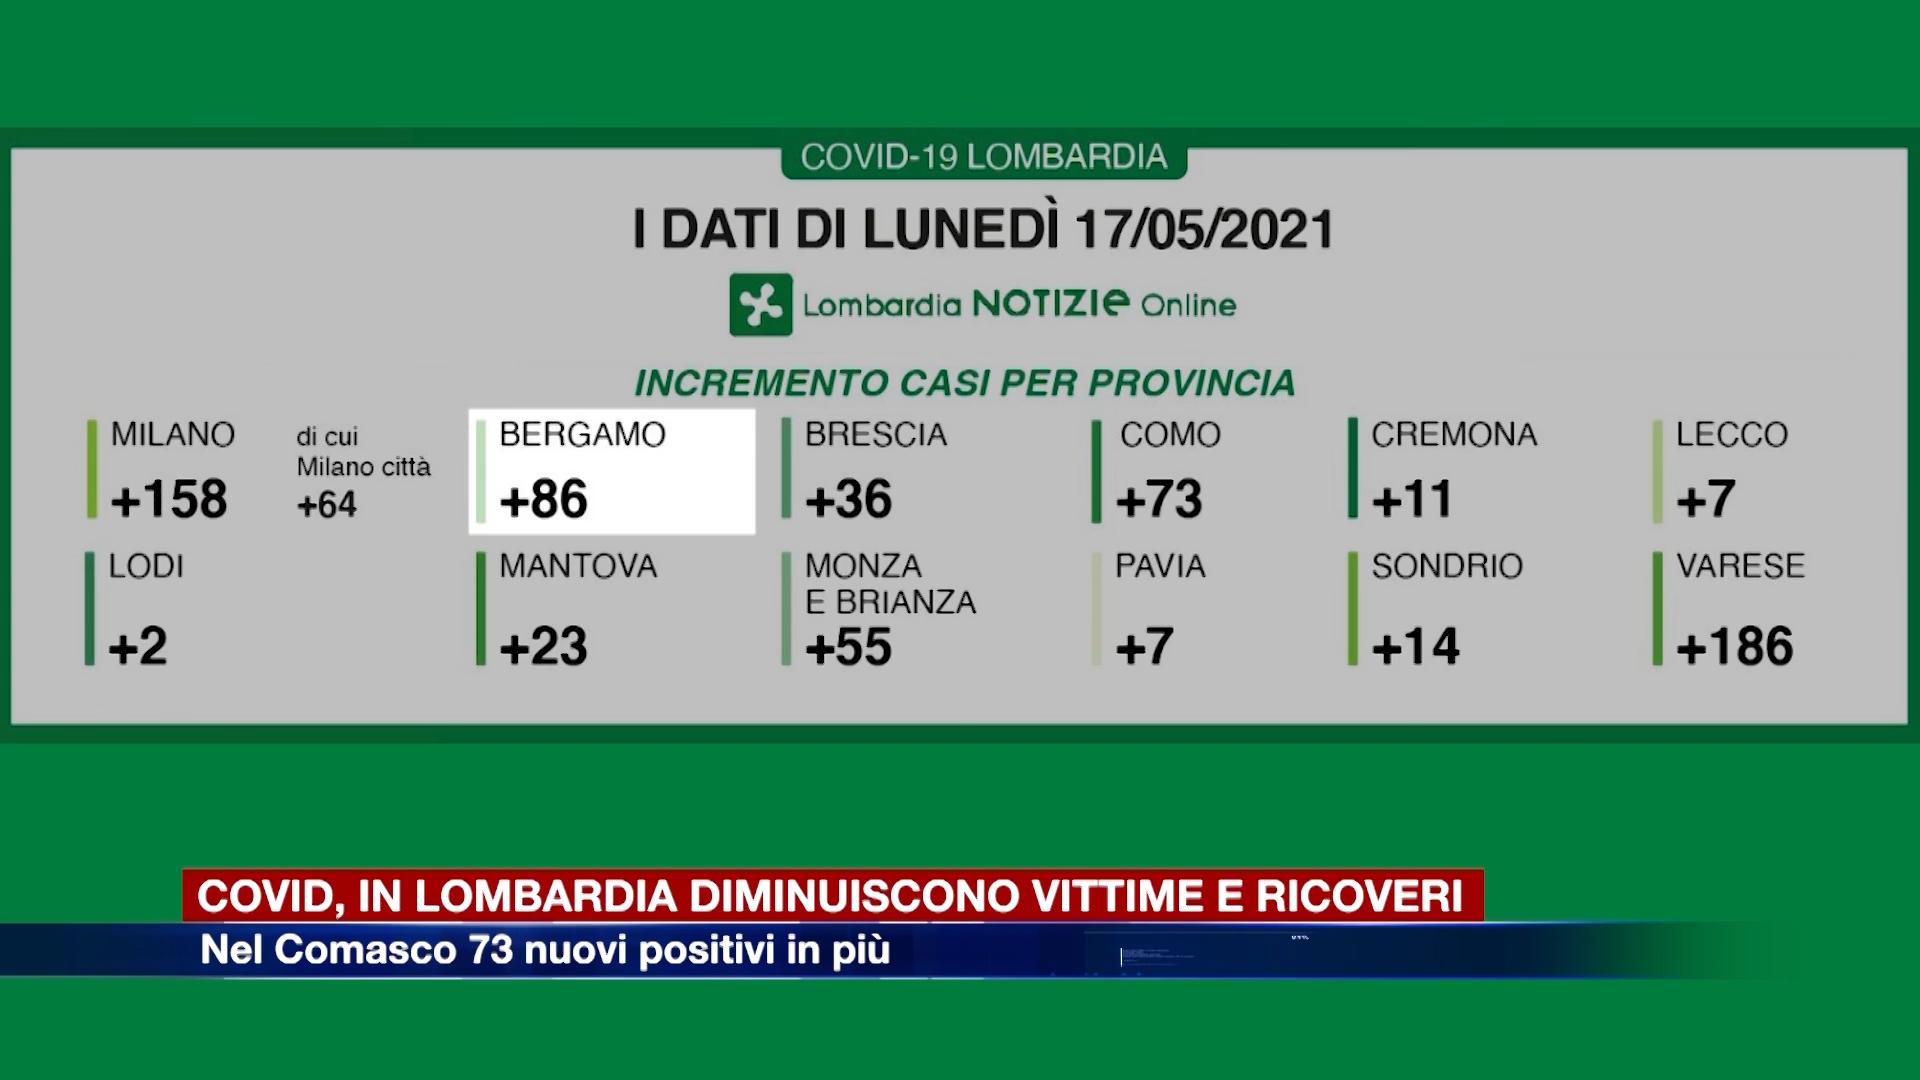 COVID-19 LOMBARDIA
I DATI DI LUNEDÌ 17/05/2021
Lombardia NOTIZIE Online
INCREMENTO CASI PER PROVINCIA
MILANO
+158
di cui
Milano città
+64
BERGAMO
+86
BRESCIA
+36
COMO
+73
CREMONA
+11
LECCO
+7
LODI
+2
MANTOVA
+23
MONZA
E BRIANZA
+55
PAVIA
+7
SONDRIO
+14
VARESE
+186
COVID, IN LOMBARDIA DIMINUISCONO VITTIME E RICOVERI
Nel Comasco 73 nuovi positivi in più